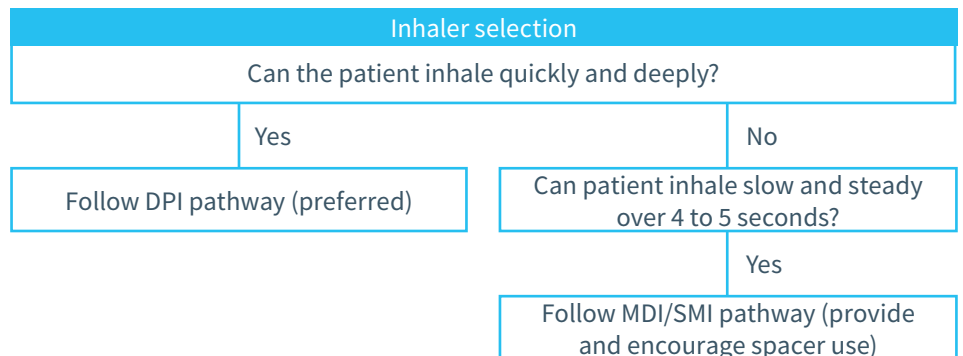 Inhaler selection
Can the patient inhale quickly and deeply?
Yes
No
Follow DPI pathway (preferred)
Can patient inhale slow and steady
over 4 to 5 seconds?
Yes
Follow MDI/SMI pathway (provide
and encourage spacer use)